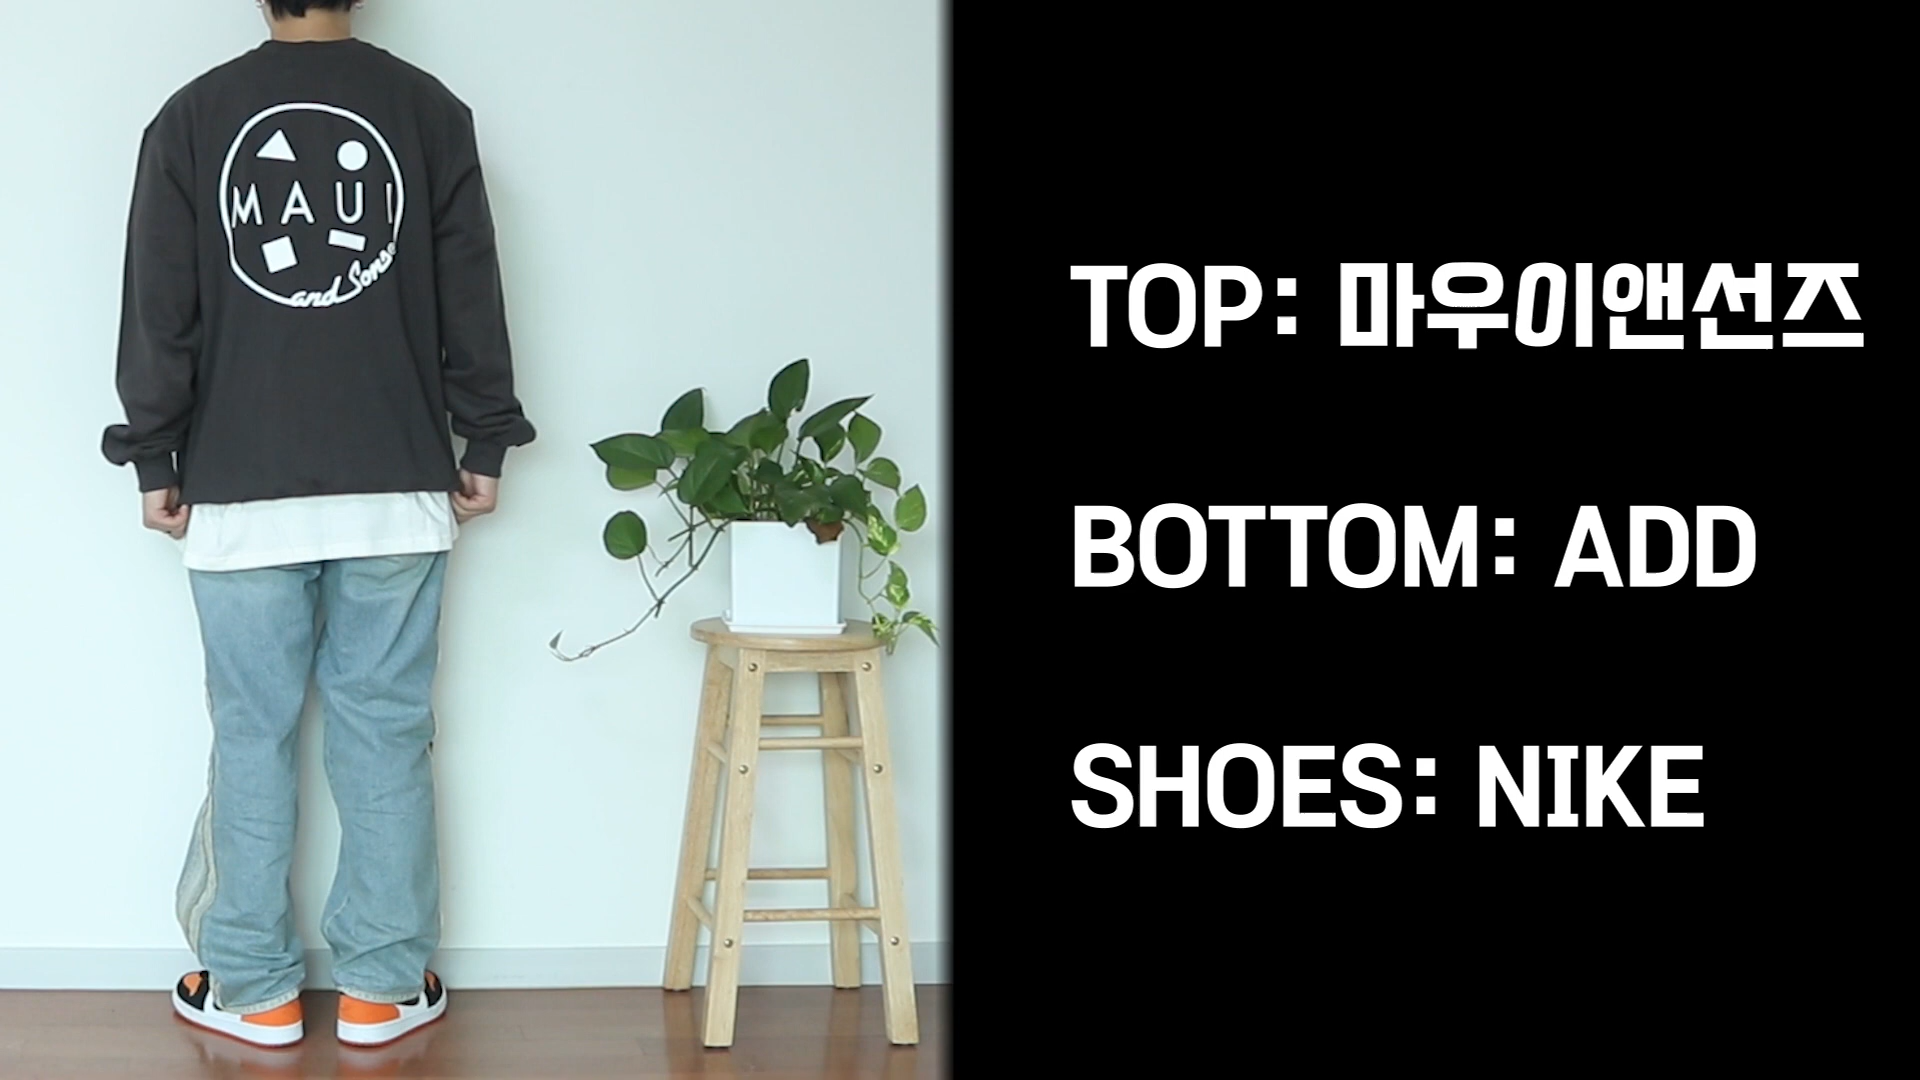 MAUI
and Sons
TOP: 마우이앤선즈
BOTTOM: ADD
SHOES: NIKE